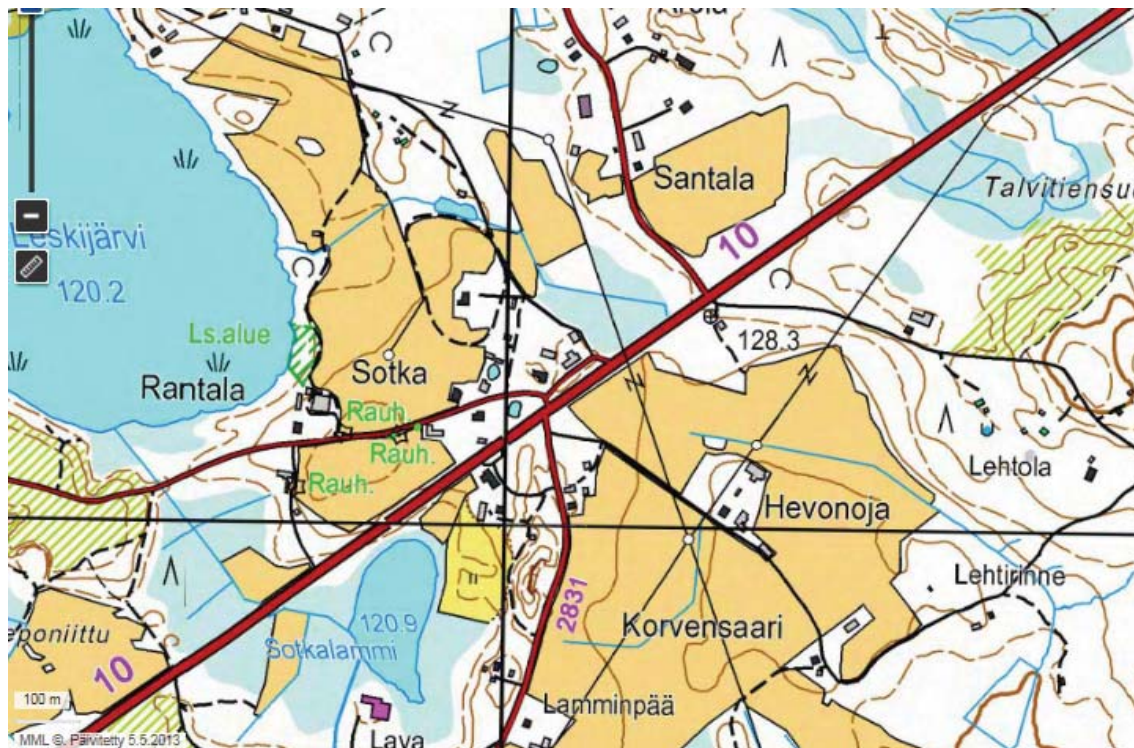 Santala
10
Talvitiensuo
Leskijärvi
120.2
Ls.alue
128.3
Rantala
Sotka
Rauh.
Rauh.
Lehtola
Rauh.
Hevonoja
Lehtirinne
2831
120.9
Korvensaari
Sotkalammi
10
100 m
Lamminpää
Lava
MML ©. Päivitetty 5.5.2013